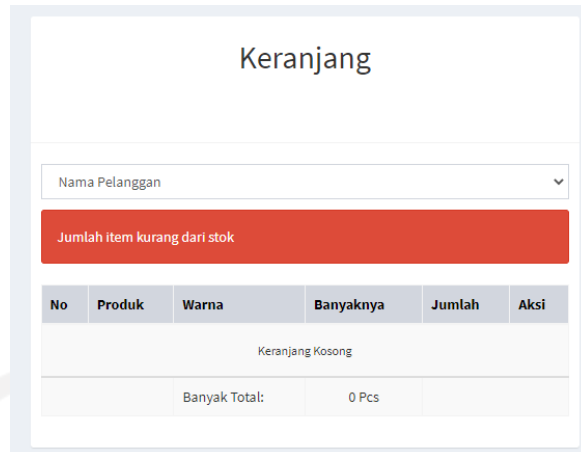 Keranjang
Nama Pelanggan
Jumlah item kurang dari stok
No Produk Warna Banyaknya Jumlah Aksi
Keranjang Kosong
Banyak Total: 0 Pcs